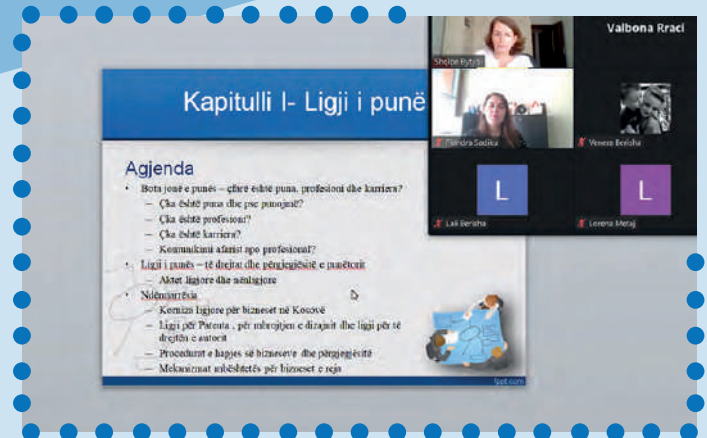 Kapitulli I- Ligji i punë
Agjenda
• Bota jonë e punës – çfarë është puna, profesioni dhe karriera?
– Çka është puna dhe pse punojmë?
– Çka është profesioni?
– Çka është karriera?
– Komunikimi afarist apo profesional?
• Ligji i punës – të drejtat dhe përgjegjësitë e punëtorit
– Aktet ligjore dhe nënligjore
• Ndërmarrësia
– Korniza ligjore për bizneset në Kosovë
– Ligji për Patenta , për mbrojtjen e dizajnit dhe ligji për të
drejtën e autorit
– Procedurat e hapjes së bizneseve dhe përgjegjësitë
– Mekanizmat mbështetës për bizneset e reja
fppt.com
Valbona Rraci
Shqipe Bytyqi
Sadiku
Venera Berisha
L
L
Lali Berisha
Lorena Metaj